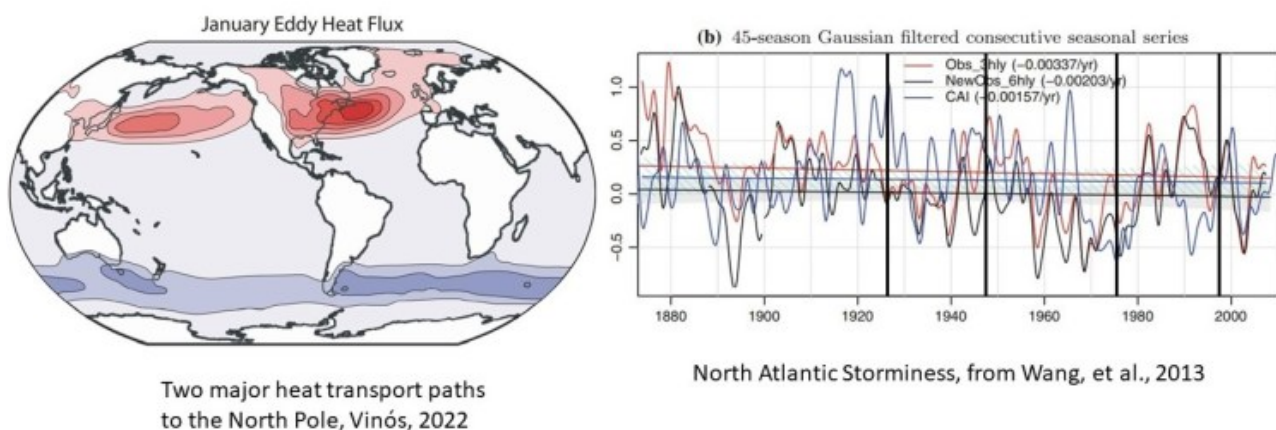 January Eddy Heat Flux
Two major heat transport paths
to the North Pole, Vinós, 2022
(b) 45-season Gaussian filtered consecutive seasonal series
Obs_3hly (−0.00337/yr)
NewObs_6hly (−0.00203/yr)
CAI (−0.00157/yr)
1.0
0.5
0.0
−0.5
1880 1900 1920 1940 1960 1980 2000
North Atlantic Storminess, from Wang, et al., 2013